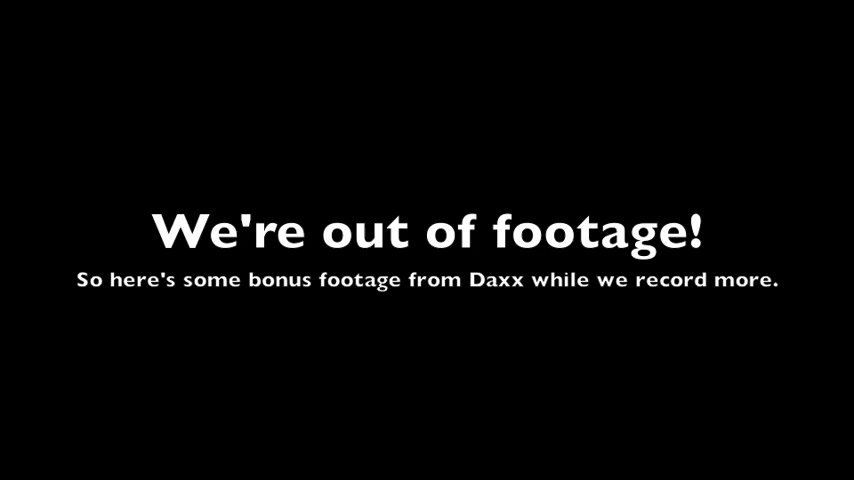 We're out of footage!
So here's some bonus footage from Daxx while we record more.